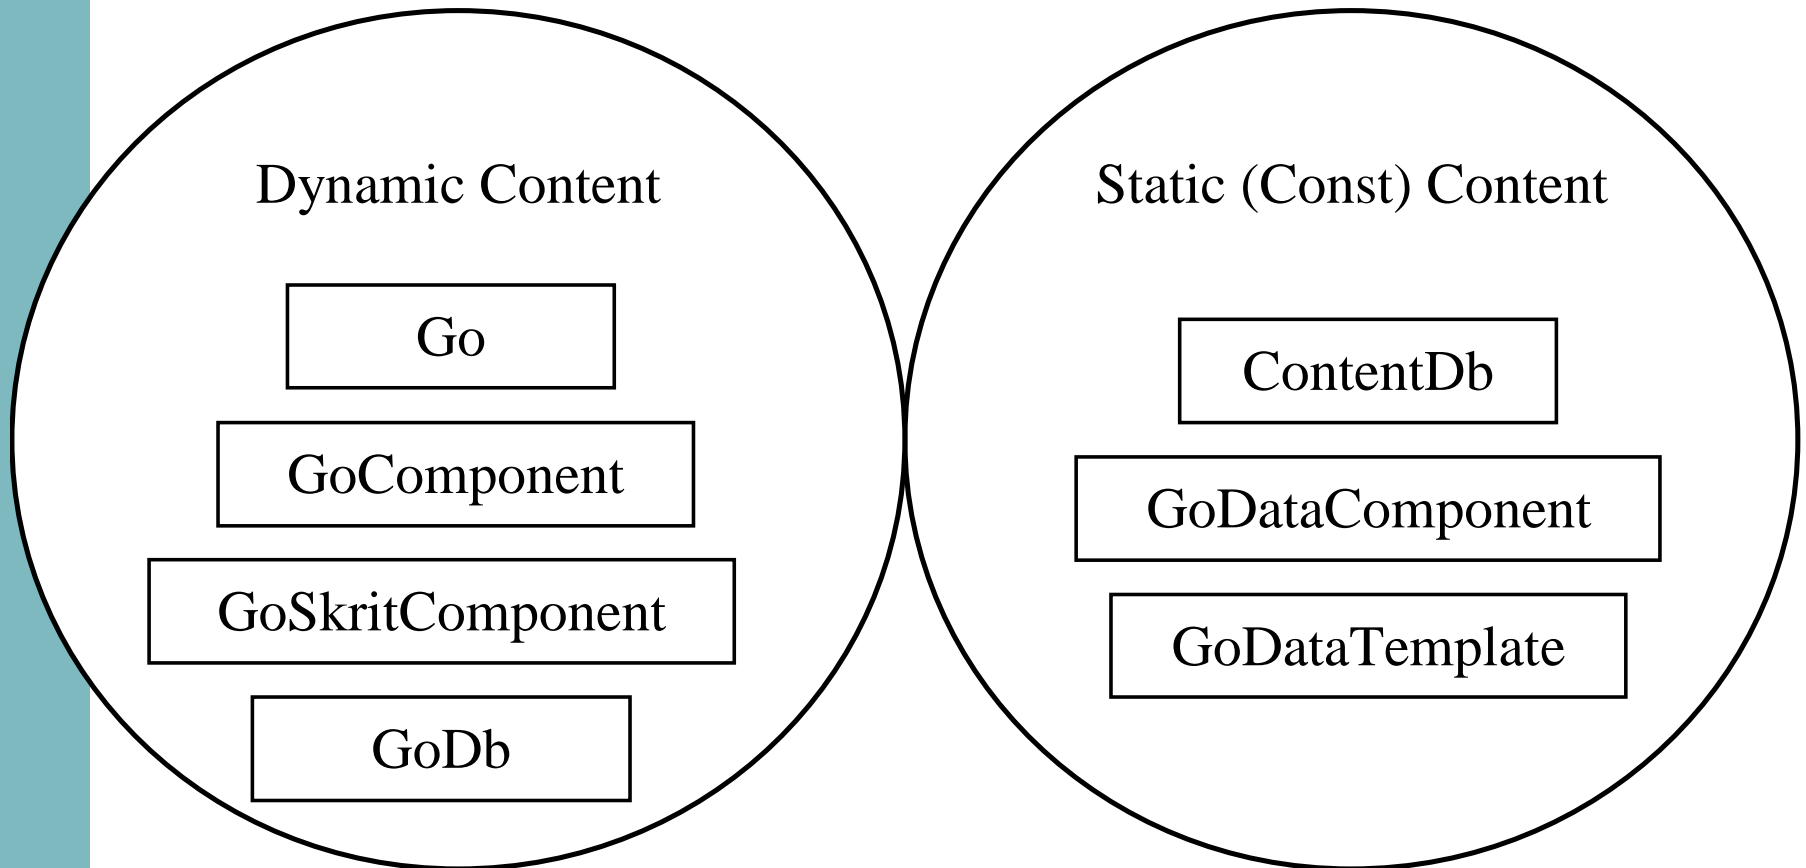 Dynamic Content
Go
GoComponent
GoSkritComponent
GoDb
Static (Const) Content
ContentDb
GoDataComponent
GoDataTemplate